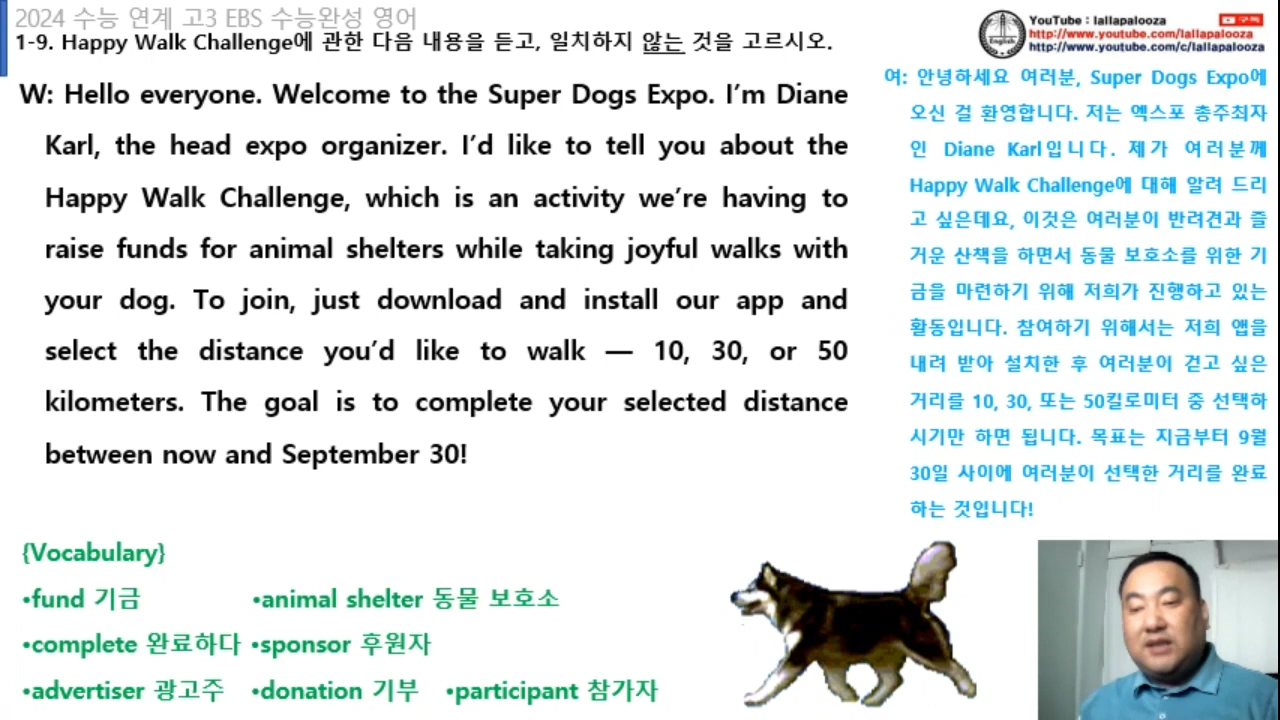 2024 수능 연계 고3 EBS 수능완성 영어
1-9. Happy Walk Challenge에 관한 다음 내용을 듣고, 일치하지 않는 것을 고르시오.
YouTube : lallapalooza
구독
http://www.youtube.com/lallapalooza
http://www.youtube.com/c/lallapalooza
English
W: Hello everyone. Welcome to the Super Dogs Expo. I’m Diane
Karl, the head expo organizer. I’d like to tell you about the
Happy Walk Challenge, which is an activity we’re having to
raise funds for animal shelters while taking joyful walks with
your dog. To join, just download and install our app and
select the distance you’d like to walk — 10, 30, or 50
kilometers. The goal is to complete your selected distance
between now and September 30!
여: 안녕하세요 여러분, Super Dogs Expo에
오신 걸 환영합니다. 저는 엑스포 총주최자
인 Diane Karl입니다. 제가 여러분께
Happy Walk Challenge에 대해 알려 드리
고 싶은데요, 이것은 여러분이 반려견과 즐
거운 산책을 하면서 동물 보호소를 위한 기
금을 마련하기 위해 저희가 진행하고 있는
활동입니다. 참여하기 위해서는 저희 앱을
내려 받아 설치한 후 여러분이 걷고 싶은
거리를 10, 30, 또는 50킬로미터 중 선택하
시기만 하면 됩니다. 목표는 지금부터 9월
30일 사이에 여러분이 선택한 거리를 완료
하는 것입니다!
{Vocabulary}
•fund 기금 •animal shelter 동물 보호소
•complete 완료하다 •sponsor 후원자
•advertiser 광고주 •donation 기부 •participant 참가자